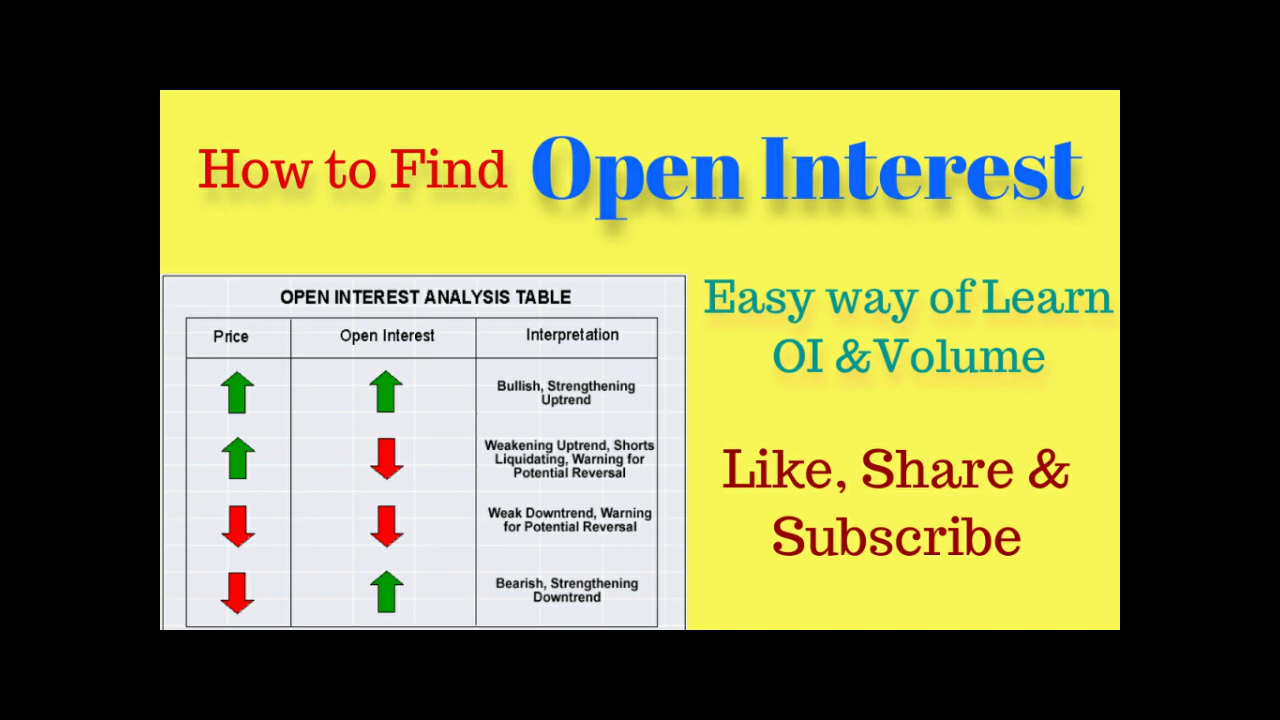 How to Find Open Interest
OPEN INTEREST ANALYSIS TABLE
Price Open Interest Interpretation
Bullish, Strengthening
Uptrend
Weakening Uptrend, Shorts
Liquidating, Warning for
Potential Reversal
Weak Downtrend, Warning
for Potential Reversal
Bearish, Strengthening
Downtrend
Easy way of Learn
OI &Volume
Like, Share &
Subscribe